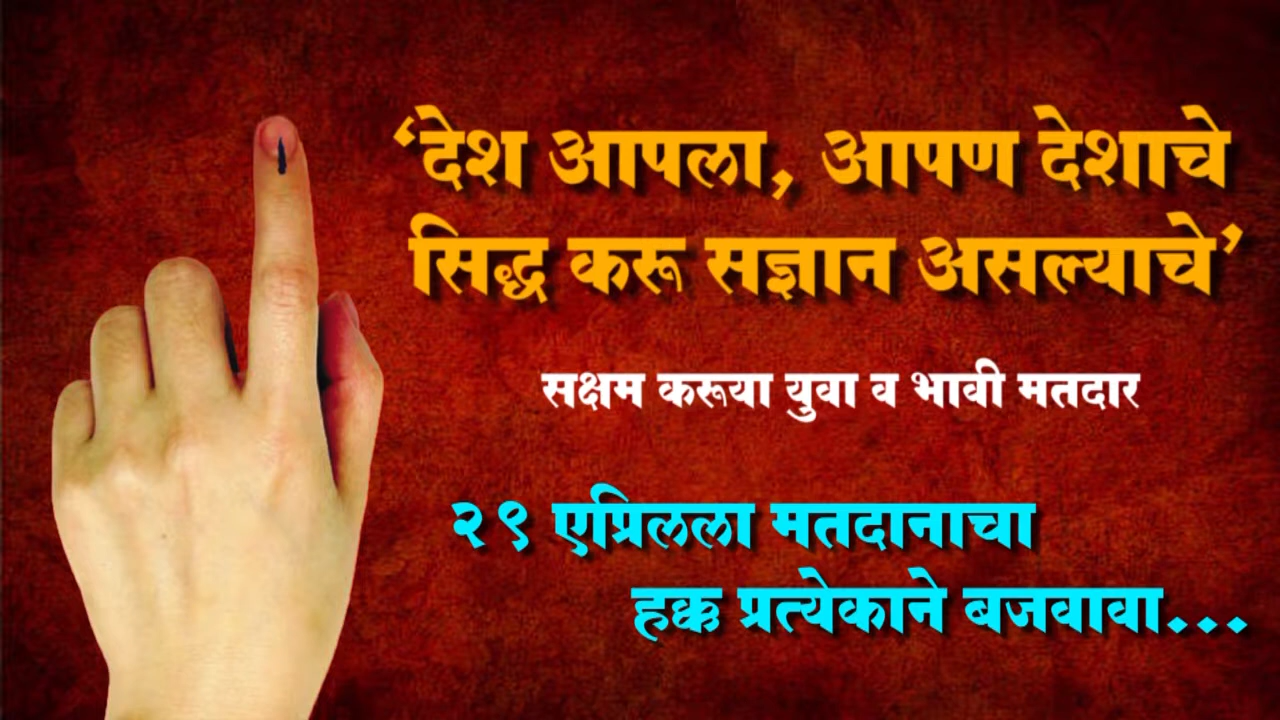 ‘देश आपला, आपण देशाचे
सिद्ध करू सज्ञान असल्याचे’
सक्षम करूया युवा व भावी मतदार
२९ एप्रिलला मतदानाचा
हक्क प्रत्येकाने बजवावा...